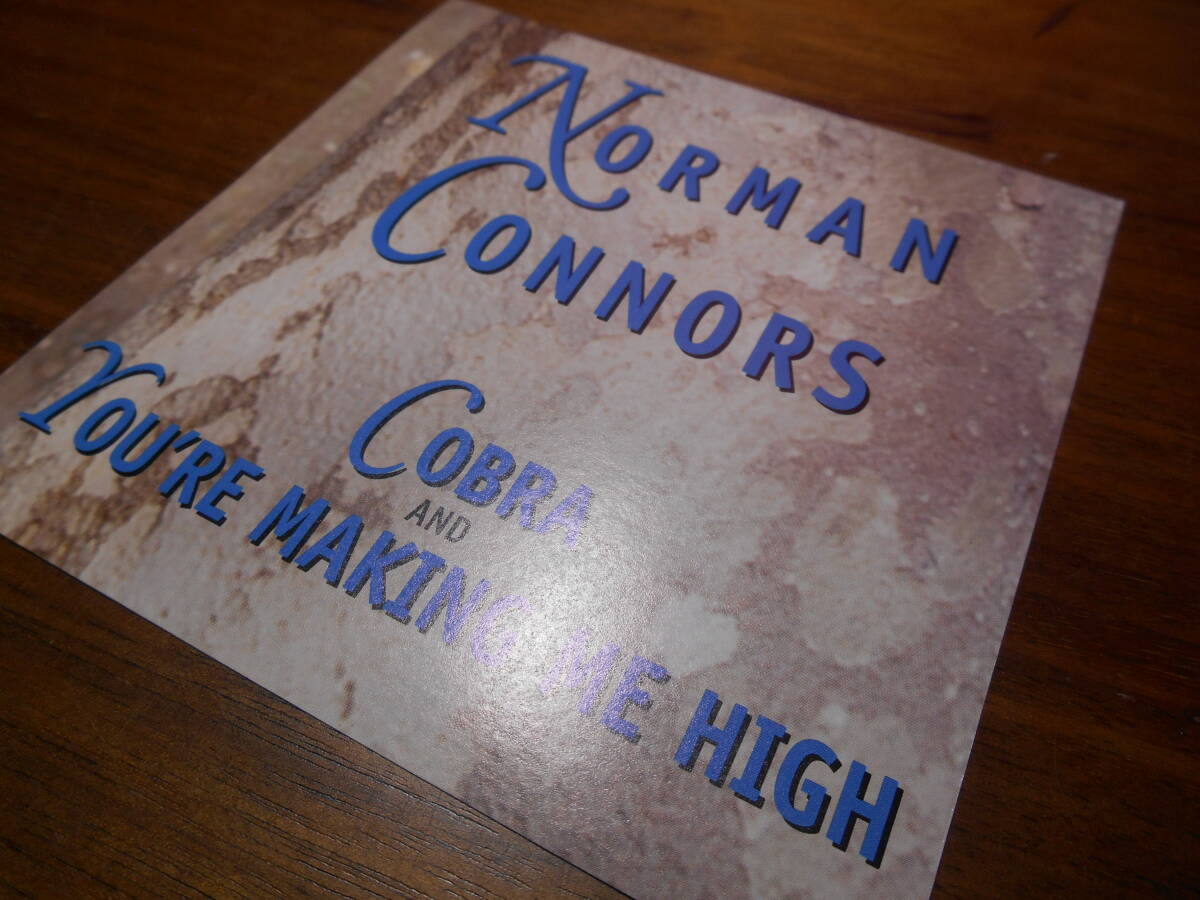 NORMAN
CONNORS
COBRA
AND
YOU'RE MAKING ME HIGH